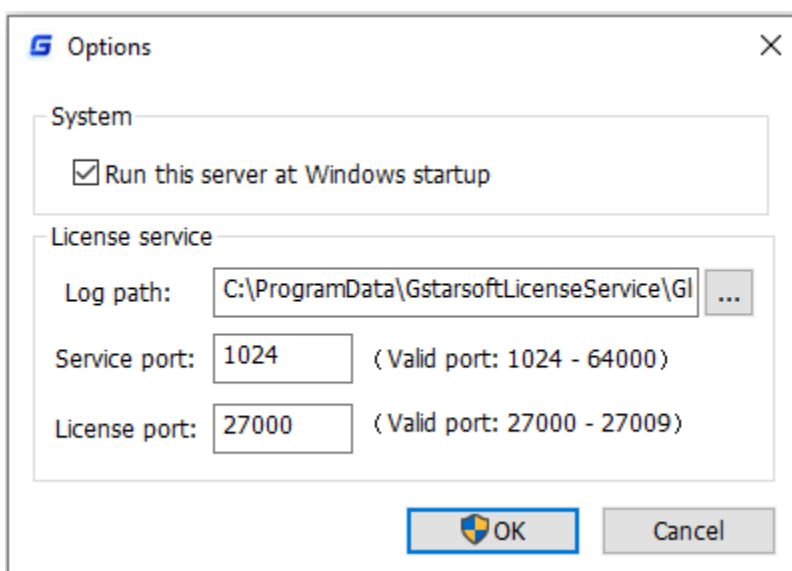 Options
System
Run this server at Windows startup
License service
Log path: C:\ProgramData\GstarsoftLicenseService\Gl ...
Service port: 1024 (Valid port: 1024 - 64000)
License port: 27000 (Valid port: 27000 - 27009)
OK Cancel